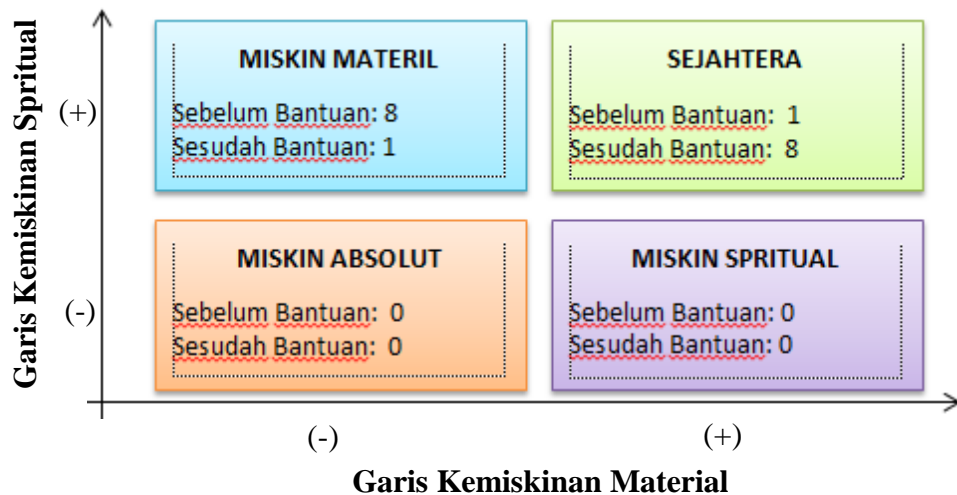 Garis Kemiskinan Spritual
(+)
(-)
MISKIN MATERIL
Sebelum Bantuan: 8
Sesudah Bantuan: 1
SEJAHTERA
Sebelum Bantuan: 1
Sesudah Bantuan: 8
MISKIN ABSOLUT
Sebelum Bantuan: 0
Sesudah Bantuan: 0
MISKIN SPRITUAL
Sebelum Bantuan: 0
Sesudah Bantuan: 0
(-)
(+)
Garis Kemiskinan Material